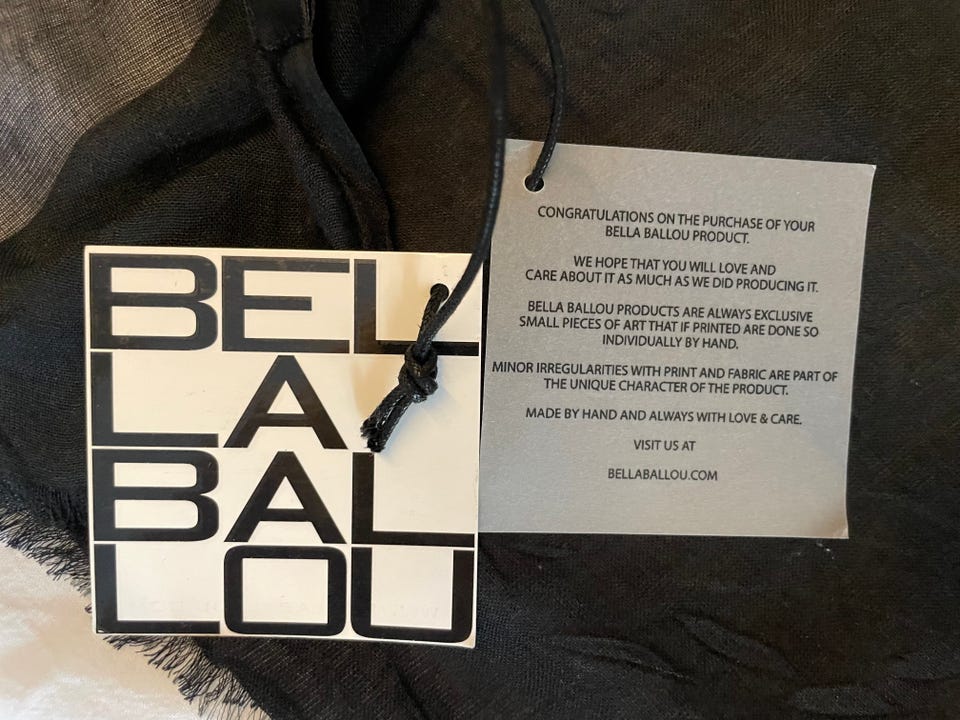 BEL
LA
BAL
LOU
CONGRATULATIONS ON THE PURCHASE OF YOUR
BELLA BALLOU PRODUCT.
WE HOPE THAT YOU WILL LOVE AND
CARE ABOUT IT AS MUCH AS WE DID PRODUCING IT.
BELLA BALLOU PRODUCTS ARE ALWAYS EXCLUSIVE
SMALL PIECES OF ART THAT IF PRINTED ARE DONE SO
INDIVIDUALLY BY HAND.
MINOR IRREGULARITIES WITH PRINT AND FABRIC ARE PART OF
THE UNIQUE CHARACTER OF THE PRODUCT.
MADE BY HAND AND ALWAYS WITH LOVE & CARE.
VISIT US AT
BELLABALLOU.COM